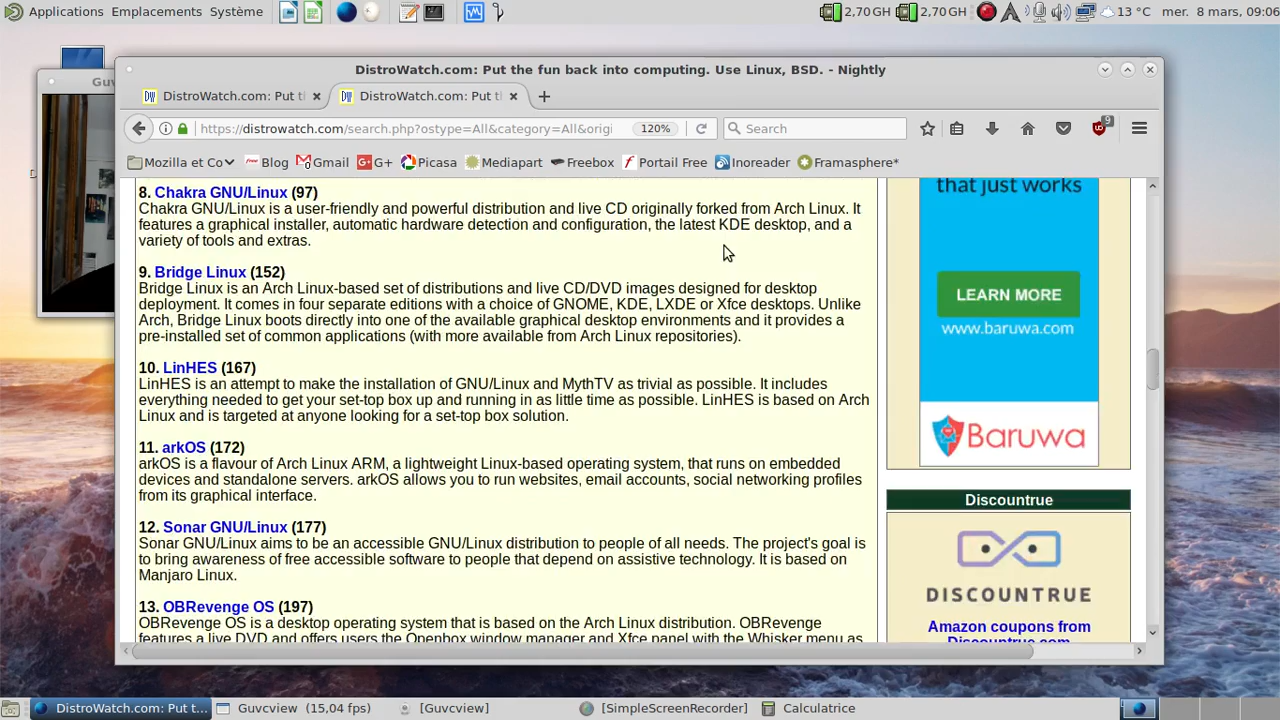 Applications Emplacements Système 2,70 GH 2,70 GH 13 °C mer. 8 mars, 09:06
Guv
DistroWatch.com: Put the fun back into computing. Use Linux, BSD. - Nightly
DistroWatch.com: Put tl DistroWatch.com: Put tl
https://distrowatch.com/search.php?ostype=All&category=All&origi 120% Search 9
Mozilla et Co Blog Gmail G+ Picasa Mediapart Freebox Portail Free Inoreader Framasphere*
8. Chakra GNU/Linux (97)
Chakra GNU/Linux is a user-friendly and powerful distribution and live CD originally forked from Arch Linux. It
features a graphical installer, automatic hardware detection and configuration, the latest KDE desktop, and a
variety of tools and extras.
9. Bridge Linux (152)
Bridge Linux is an Arch Linux-based set of distributions and live CD/DVD images designed for desktop
deployment. It comes in four serate editions with a choice of GNOME, KDE, LXDE or Xfce desktops. Unlike
Arch, Bridge Linux boots directly into one of the available graphical desktop environments and it provides a
pre-installed set of common applications (with more available from Arch Linux repositories).
10. LinHES (167)
LinHES is an attempt to make the installation of GNU/Linux and MythTV as trivial as possible. It includes
everything needed to get your set-top box up and running in as little time as possible. LinHES is based on Arch
Linux and is targeted at anyone looking for a set-top box solution.
11. arkOS (172)
arkOS is a flavour of Arch Linux ARM, a lightweight Linux-based operating system, that runs on embedded
devices and standalone servers. arkOS allows you to run websites, email accounts, social networking profiles
from its graphical interface.
12. Sonar GNU/Linux (177)
Sonar GNU/Linux aims to be an accessible GNU/Linux distribution to people of all needs. The project's goal is
to bring awareness of free accessible software to people that depend on assistive technology. It is based on
Manjaro Linux.
13. OBRevenge OS (197)
OBRevenge OS is a desktop operating system that is based on the Arch Linux distribution. OBRevenge
features a live DVD and offers users the Openbox window manager and Xfce panel with the Whisker menu as
that just works
LEARN MORE
www.baruwa.com
Baruwa
Discountrue
DISCOUNTRUE
Amazon coupons from
Discountrue.com
DistroWatch.com: Put t... Guvcview (15,04 fps) [Guvcview] [SimpleScreenRecorder] Calculatrice